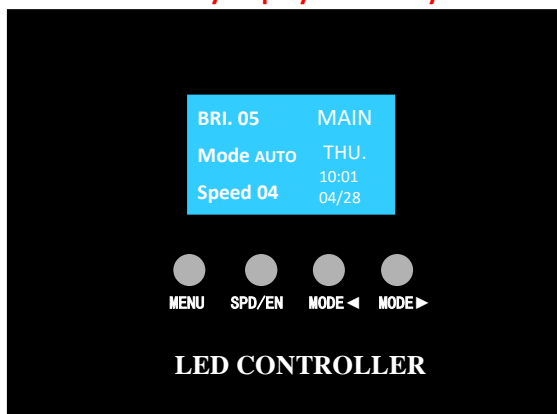 BRI. 05 MAIN
Mode AUTO THU.
10:01
Speed 04 04/28
MENU SPD/EN MODE◄ MODE►
LED CONTROLLER